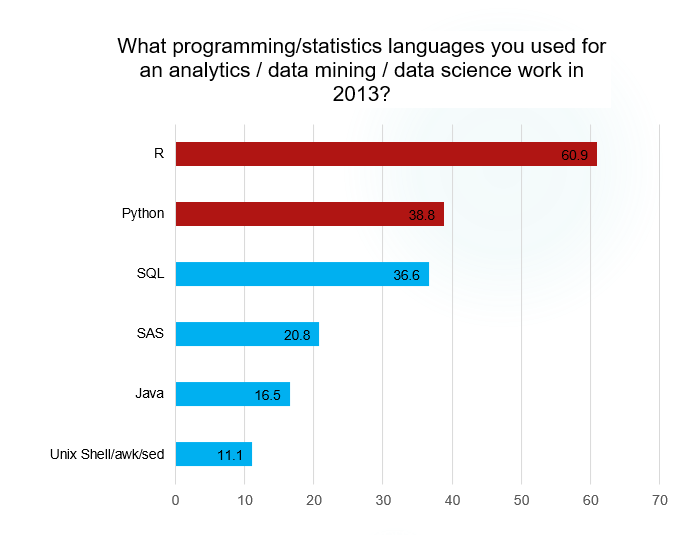 What programming/statistics languages you used for
an analytics / data mining / data science work in
2013?
R
60.9
Python
38.8
SQL
36.6
SAS
20.8
Java
16.5
Unix Shell/awk/sed
11.1
0 10 20 30 40 50 60 70